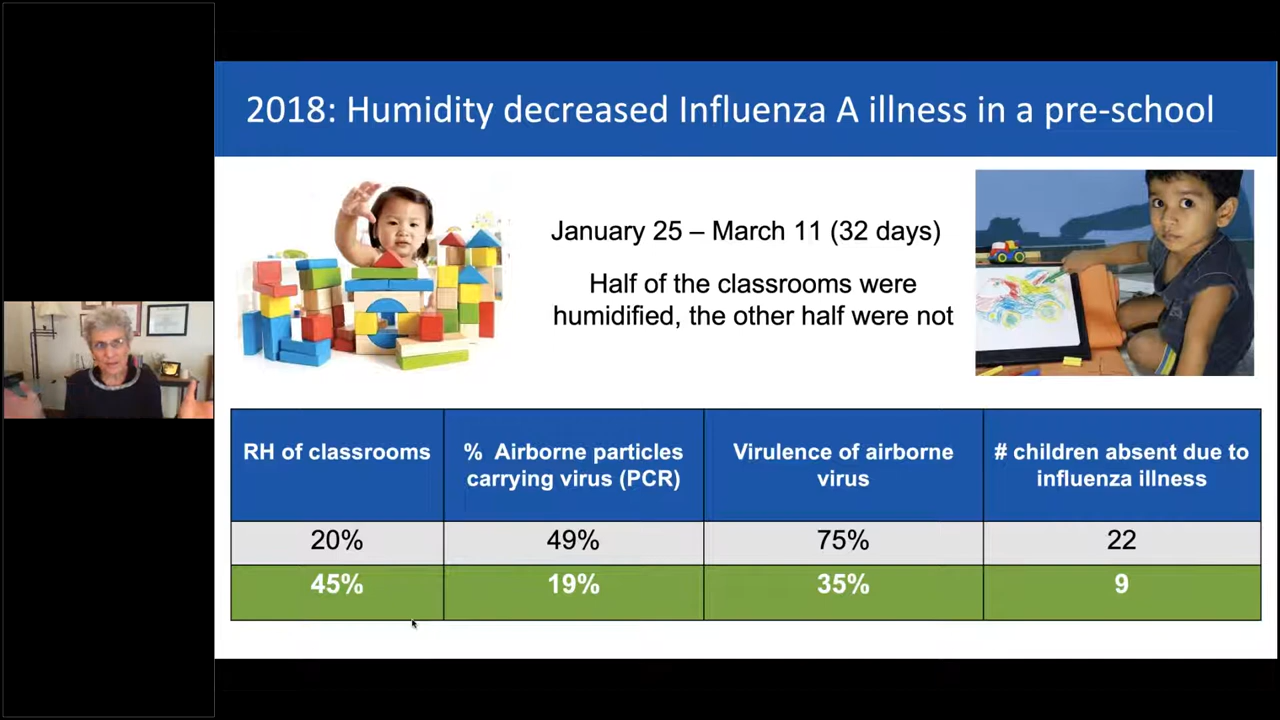 2018: Humidity decreased Influenza A illness in a pre-school
January 25 – March 11 (32 days)
Half of the classrooms were
humidified, the other half were not
RH of classrooms
% Airborne particles
carrying virus (PCR)
Virulence of airborne
virus
# children absent due to
influenza illness
20%
49%
75%
22
45%
19%
35%
9